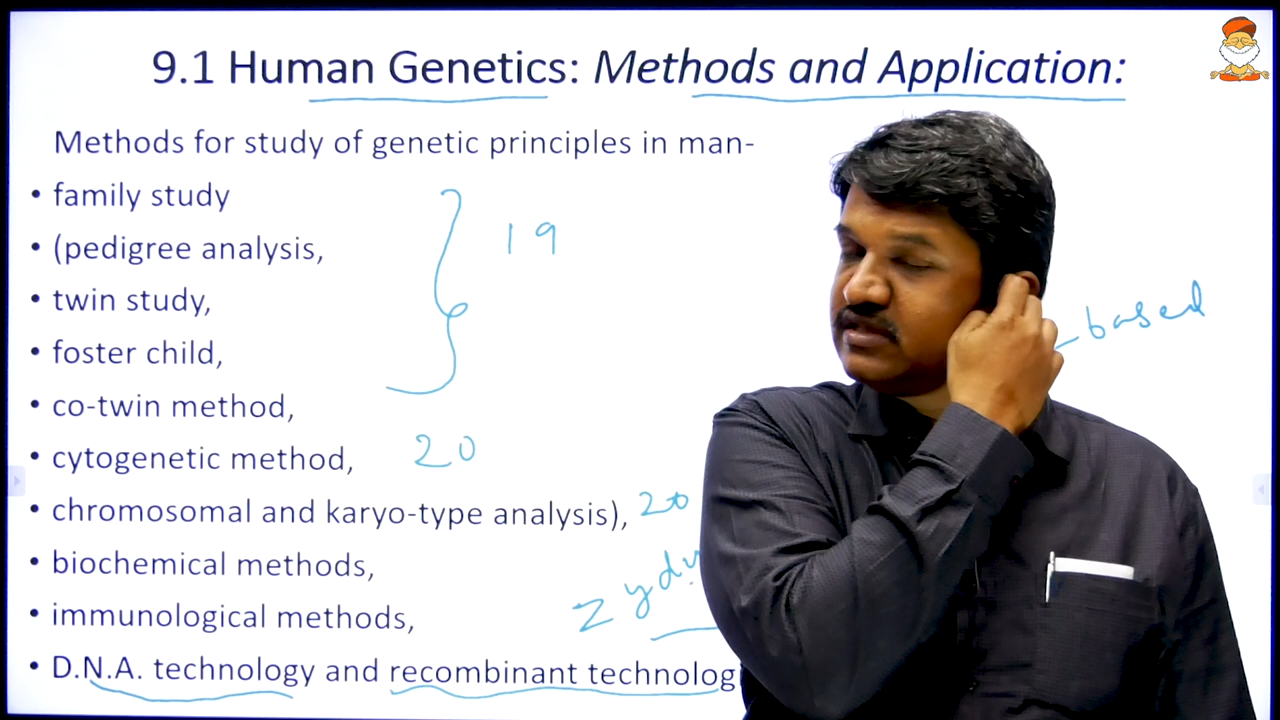 9.1 Human Genetics: Methods and Application:
Methods for study of genetic principles in man-
• family study
• (pedigree analysis,
19
• twin study,
-based
• foster child,
• co-twin method,
• cytogenetic method, 20
• chromosomal and karyo-type analysis), 20
• biochemical methods,
• immunological methods,
• D.N.A. technology and recombinant